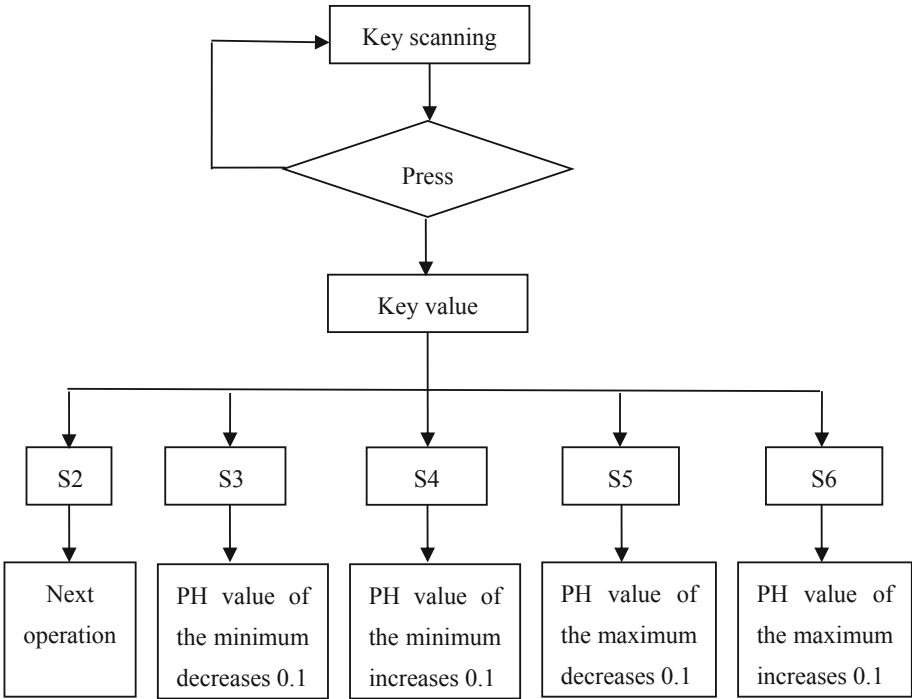 Key scanning
Press
Key value
S2
S3
S4
S5
S6
Next
operation
PH value of
the minimum
decreases 0.1
PH value of
the minimum
increases 0.1
PH value of
the maximum
decreases 0.1
PH value of
the maximum
increases 0.1